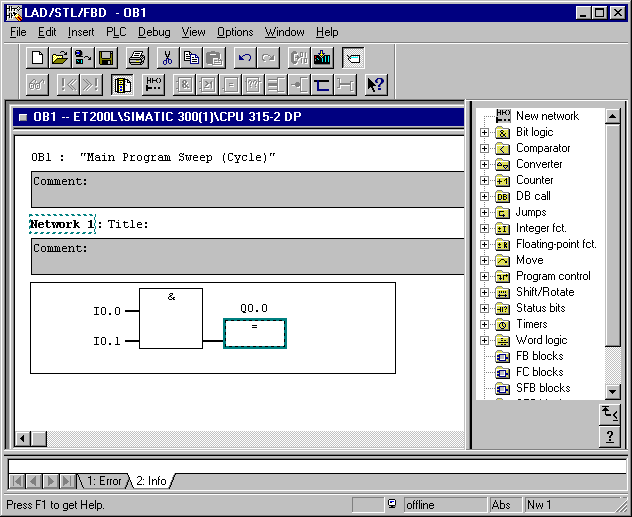 LAD/STL/FBD - OB1
File Edit Insert PLC Debug View Options Window Help
OB1 -- ET200L\SIMATIC 300(1)\CPU 315-2 DP
OB1 : "Main Program Sweep (Cycle)"
Comment:
Network 1: Title:
Comment:
&
I0.0
Q0.0
=
I0.1
New network
Bit logic
Comparator
Converter
Counter
DB call
Jumps
Integer fct.
Floating-point fct.
Move
Program control
Shift/Rotate
Status bits
Timers
Word logic
FB blocks
FC blocks
SFB blocks
1: Error 2: Info
Press F1 to get Help.
offline
Abs
Nw 1